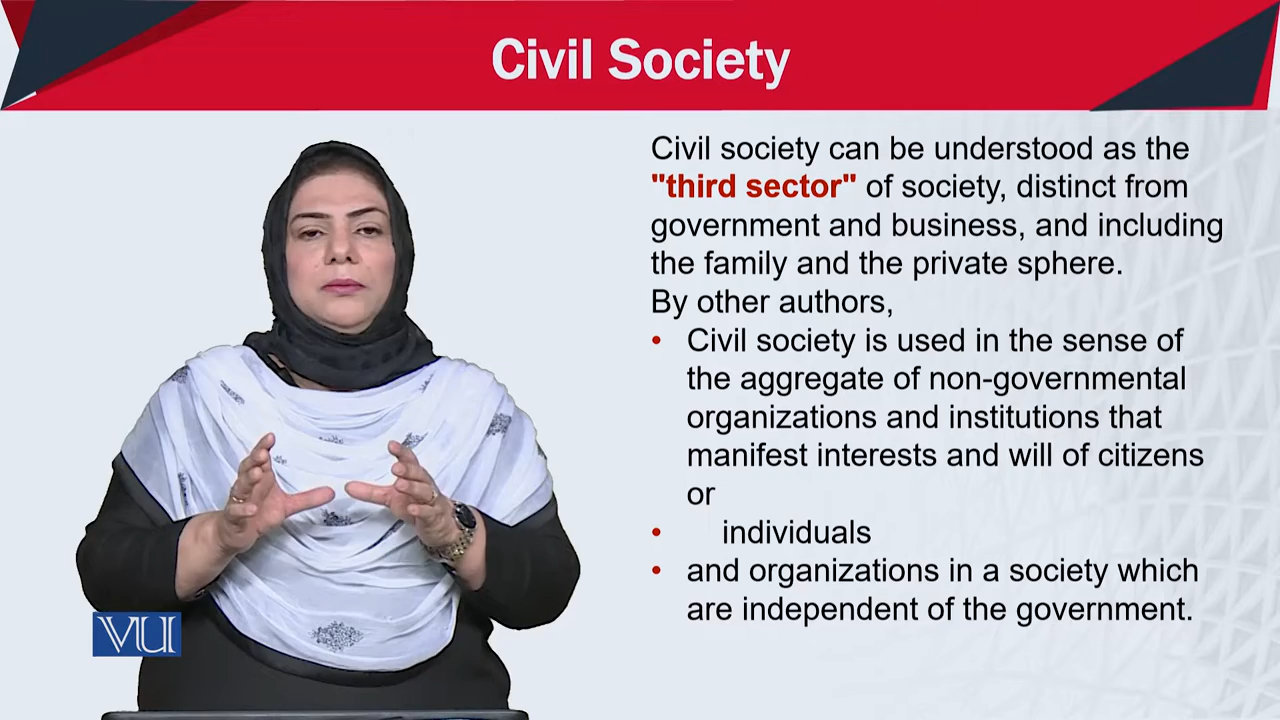 Civil Society
Civil society can be understood as the
"third sector" of society, distinct from
government and business, and including
the family and the private sphere.
By other authors,
• Civil society is used in the sense of
the aggregate of non-governmental
organizations and institutions that
manifest interests and will of citizens
or
• individuals
• and organizations in a society which
are independent of the government.
VU